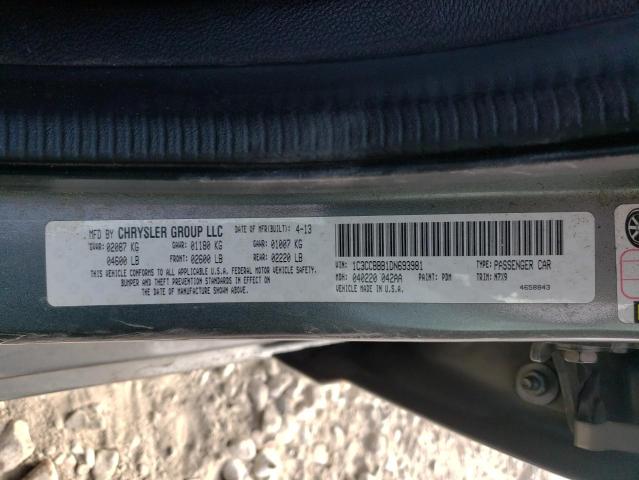 MFD BY CHRYSLER GROUP LLC DATE OF MFR(BUILT): 4-13
GVWR: 02087 KG GAWR: 01180 KG GAWR: 01007 KG
04600 LB FRONT: 02600 LB REAR: 02220 LB
THIS VEHICLE CONFORMS TO ALL APPLICABLE U.S.A. FEDERAL MOTOR VEHICLE SAFETY,
BUMPER AND THEFT PREVENTION STANDARDS IN EFFECT ON
THE DATE OF MANUFACTURE SHOWN ABOVE.
VIN: 1C3CCBBB1DN693981 TYPE: PASSENGER CAR
MDH: 040220 042AA PAINT: PDM TRIM: N7X9
VEHICLE MADE IN U.S.A. 4658843